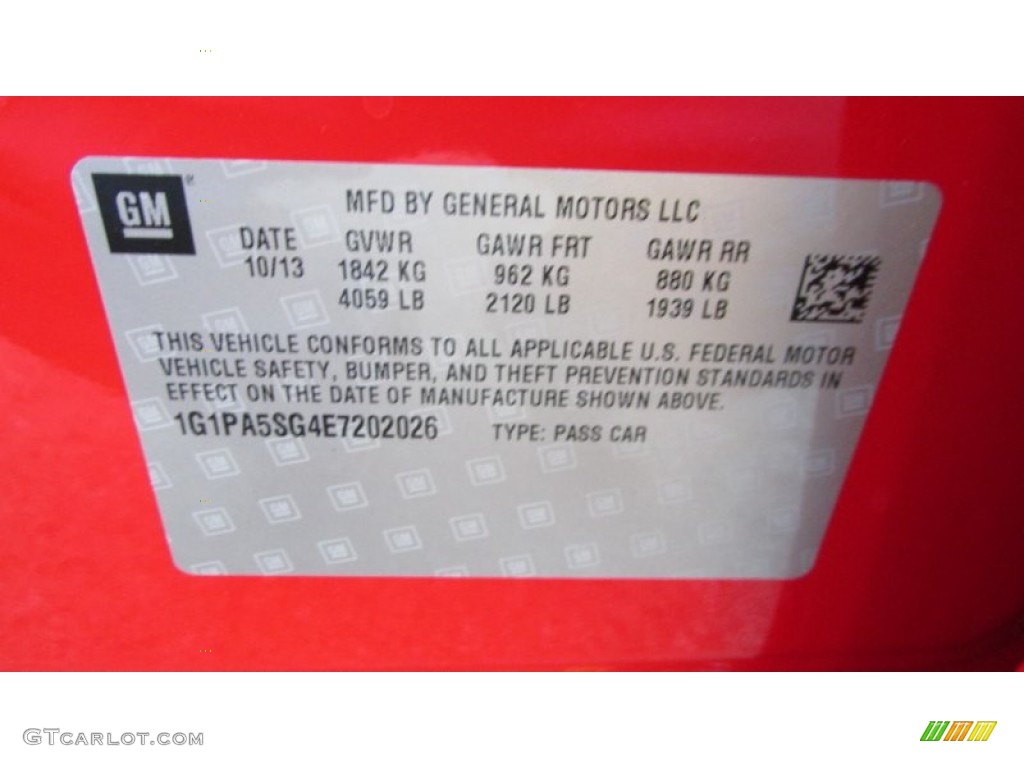 GM
MFD BY GENERAL MOTORS LLC
DATE GVWR GAWR FRT GAWR RR
10/13 1842 KG 962 KG 880 KG
4059 LB 2120 LB 1939 LB
THIS VEHICLE CONFORMS TO ALL APPLICABLE U.S. FEDERAL MOTOR
VEHICLE SAFETY, BUMPER, AND THEFT PREVENTION STANDARDS IN
EFFECT ON THE DATE OF MANUFACTURE SHOWN ABOVE.
1G1PA5SG4E7202026 TYPE: PASS CAR
GTCARLOT.COM